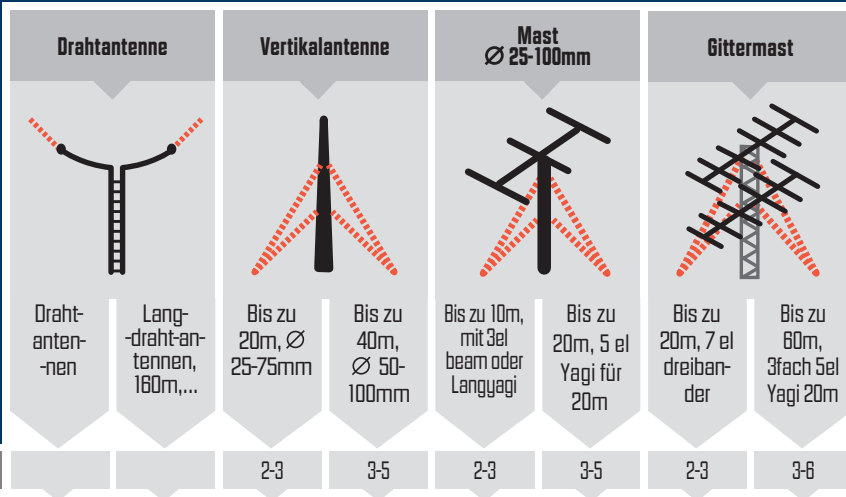 Drahtantenne
Vertikalantenne
Mast
Ø 25-100mm
Gittermast
Draht-
anten-
-nen
Lang-
-draht-an-
tennen,
160m,...
Bis zu
20m, Ø
25-75mm
Bis zu
40m,
Ø 50-
100mm
Bis zu 10m,
mit 3el
beam oder
Langyagi
Bis zu
20m, 5 el
Yagi für
20m
Bis zu
20m, 7 el
dreiban-
der
Bis zu
60m,
3fach 5el
Yagi 20m
2-3
3-5
2-3
3-5
2-3
3-6